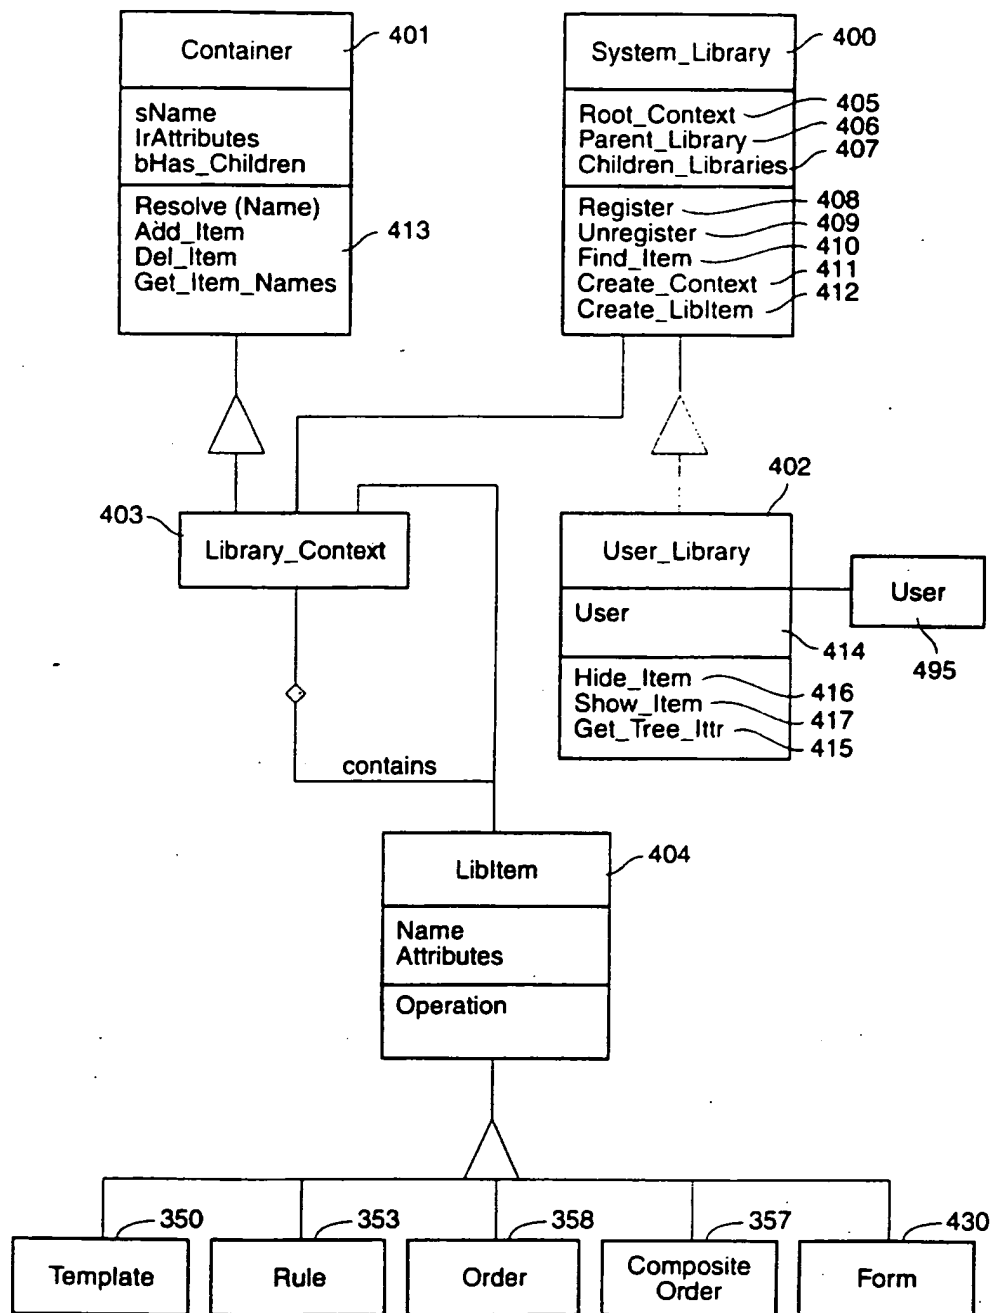 Container
401
sName
IrAttributes
bHas_Children
Resolve (Name)
Add_Item
Del_Item
Get_Item_Names
413
System_Library
400
Root_Context
405
Parent_Library
406
Children_Libraries
407
Register
408
Unregister
409
Find_Item
410
Create_Context
411
Create_LibItem
412
403
Library_Context
402
User_Library
User
414
Hide_Item
416
Show_Item
417
Get_Tree_Ittr
415
User
495
contains
LibItem
404
Name
Attributes
Operation
350
353
358
357
430
Template
Rule
Order
Composite
Order
Form